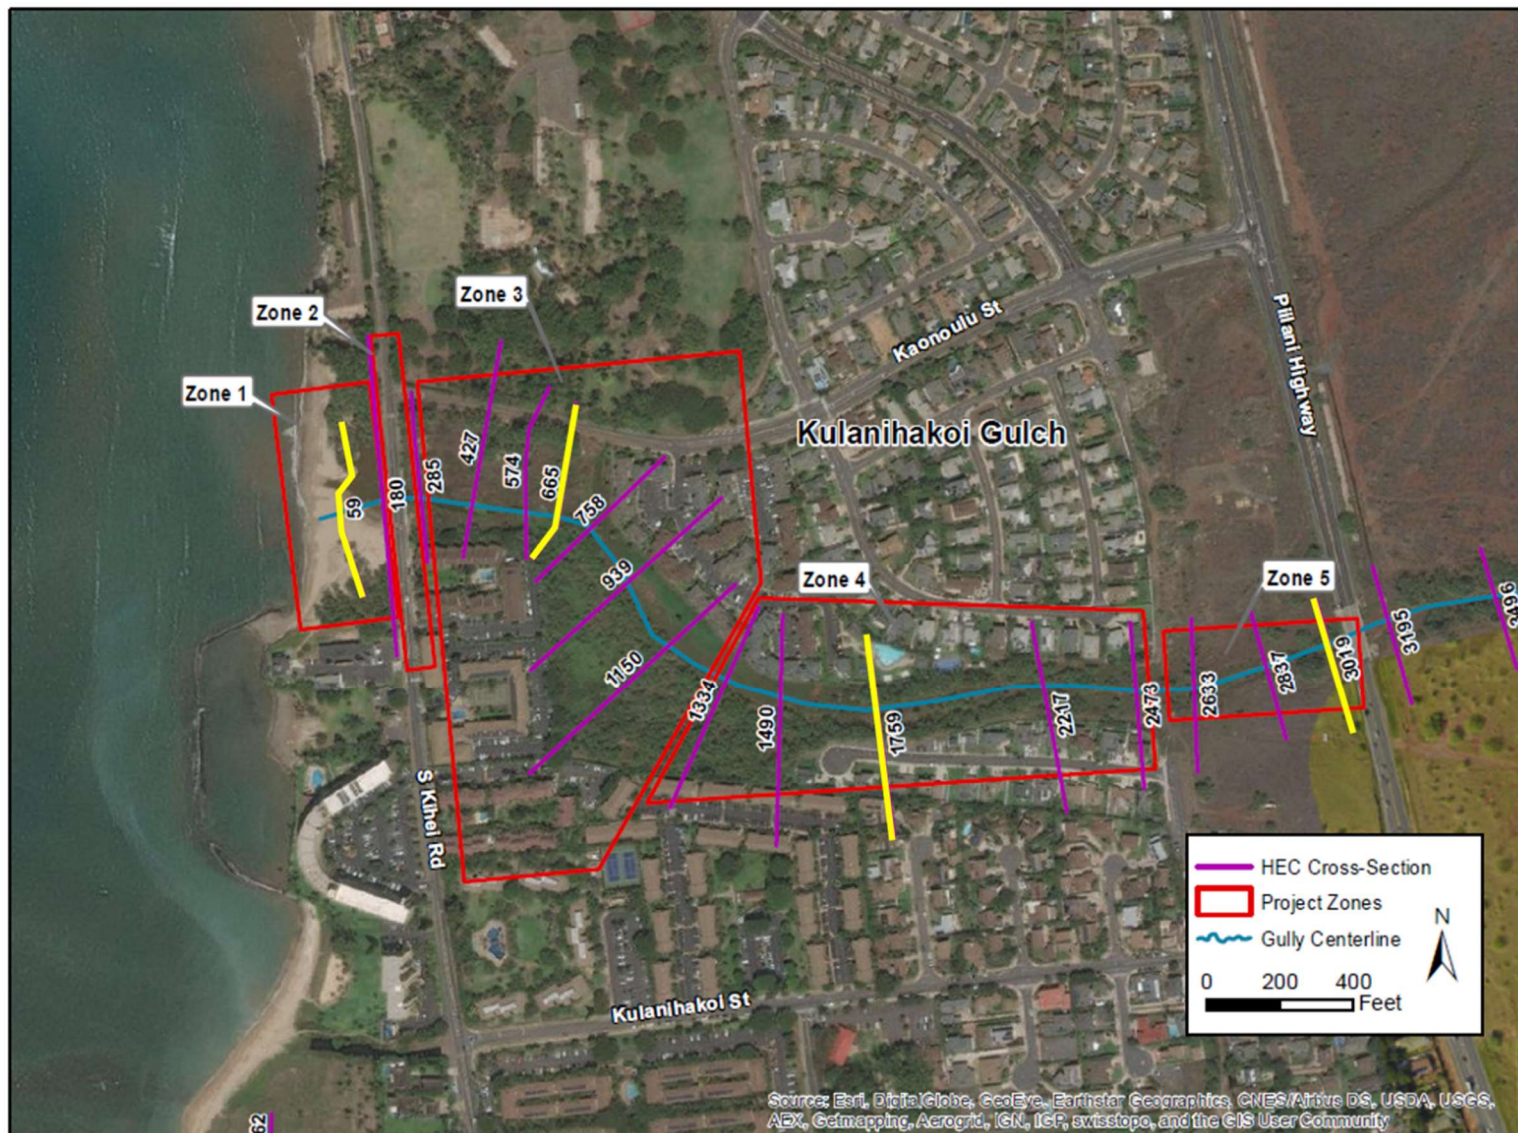 Zone 3
Zone 2
Zone 1
Kaonoulu St
Piilani Highway
Kulanihakoi Gulch
427
285
180
59
574
665
758
939
1150
1334
1490
Zone 4
1759
2217
2473
Zone 5
2633
2837
3019
3195
3496
S Kihei Rd
Kulanihakoi St
HEC Cross-Section
Project Zones
Gully Centerline
N
0 200 400
Feet
62
Source: Esri, DigitalGlobe, GeoEye, Earthstar Geographics, CNES/Airbus DS, USDA, USGS,
AEX, Getmapping, Aerogrid, IGN, IGP, swisstopo, and the GIS User Community